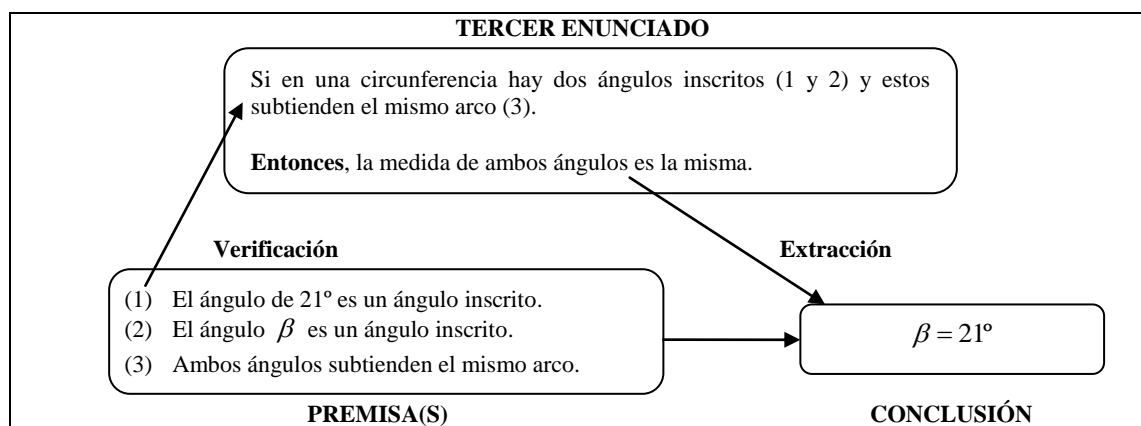 TERCER ENUNCIADO
Si en una circunferencia hay dos ángulos inscritos (1 y 2) y estos
subtienden el mismo arco (3).
Entonces, la medida de ambos ángulos es la misma.
Verificación
Extracción
(1) El ángulo de 21º es un ángulo inscrito.
(2) El ángulo β es un ángulo inscrito.
(3) Ambos ángulos subtienden el mismo arco.
β = 21º
PREMISA(S)
CONCLUSIÓN